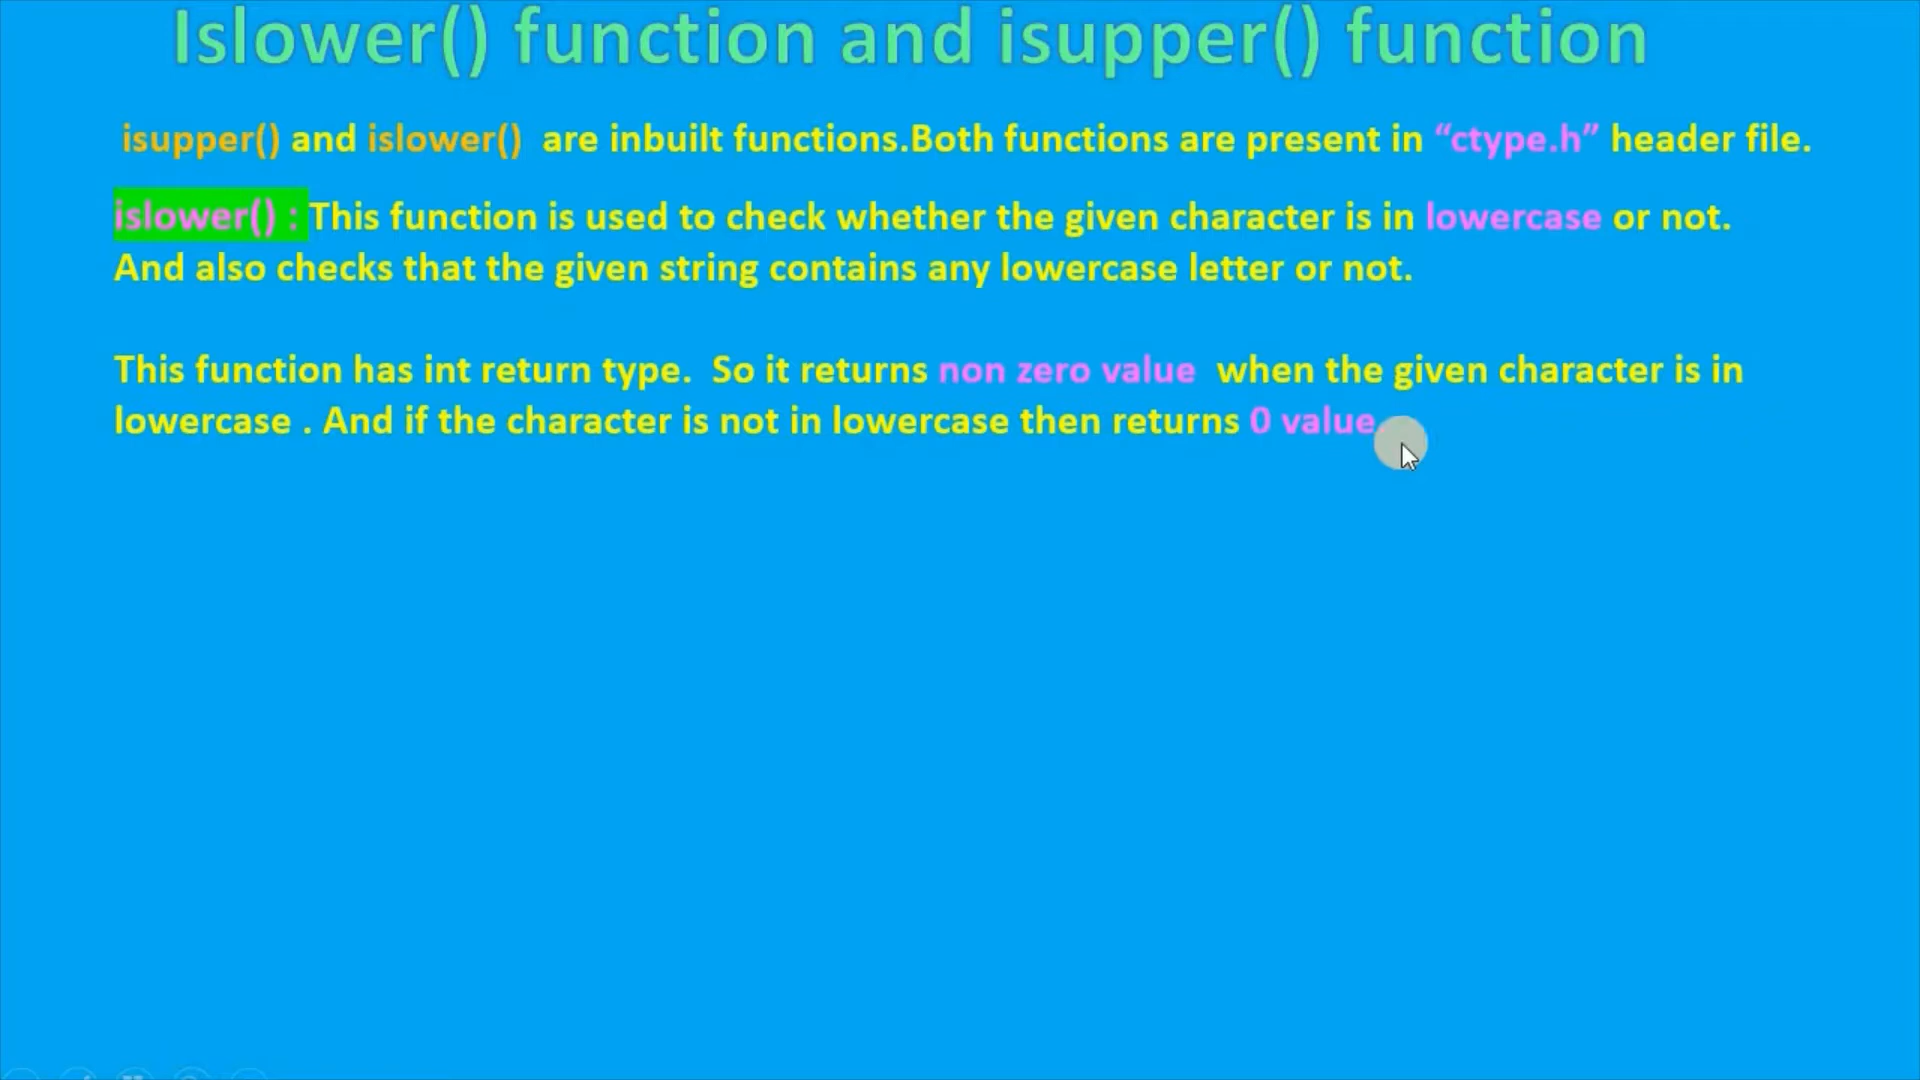 Islower() function and isupper() function
isupper() and islower() are inbuilt functions.Both functions are present in “ctype.h” header file.
islower() : This function is used to check whether the given character is in lowercase or not.
And also checks that the given string contains any lowercase letter or not.
This function has int return type. So it returns non zero value when the given character is in
lowercase . And if the character is not in lowercase then returns 0 value